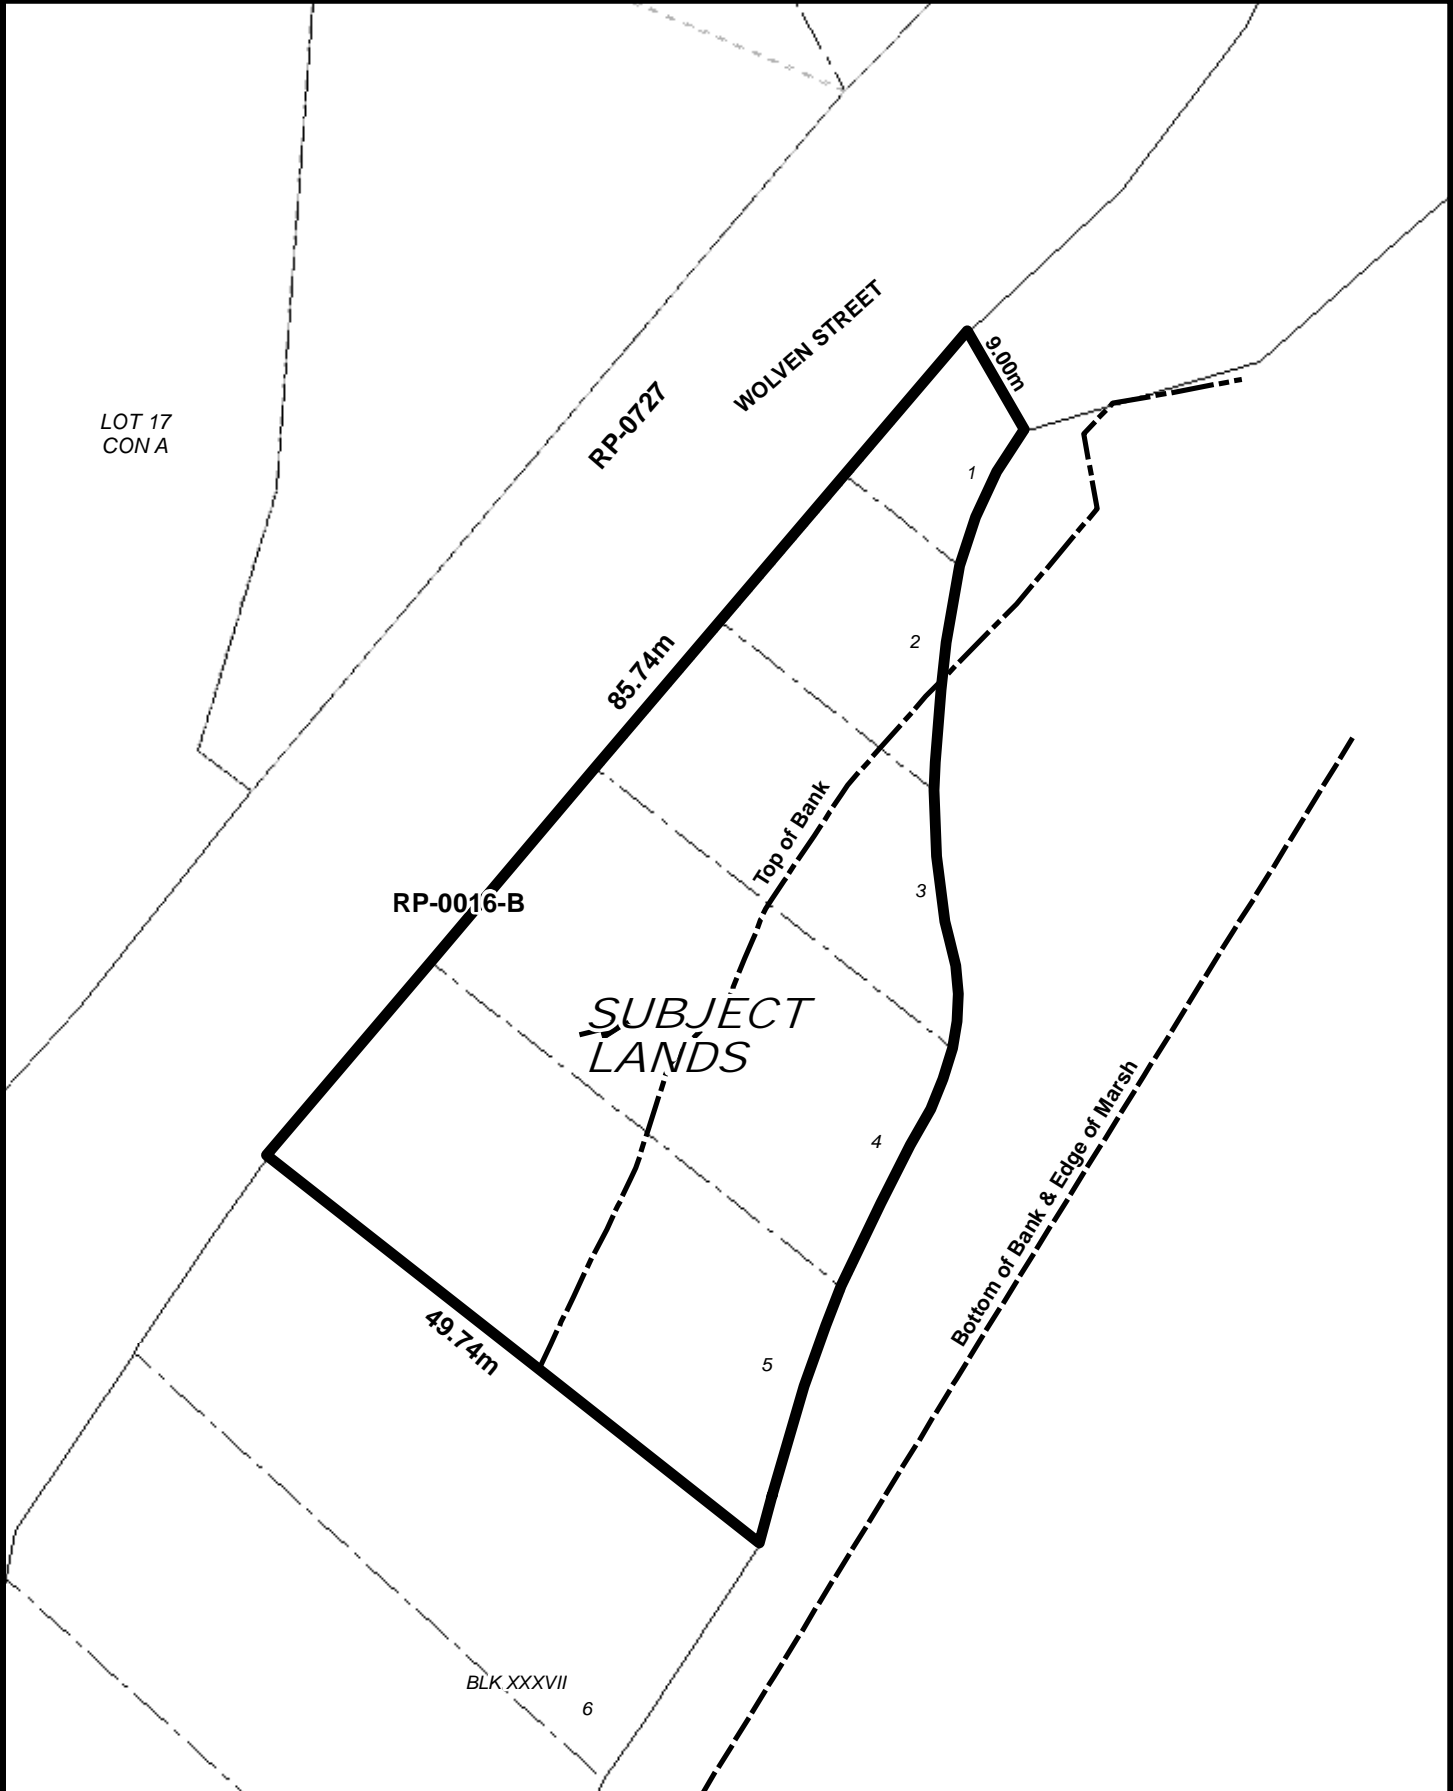 WOLVEN STREET
9.00m
RP-0727
LOT 17
CON A
1
2
85.74m
Top of Bank
3
RP-0016-B
SUBJECT
LANDS
4
Bottom of Bank & Edge of Marsh
49.74m
5
BLK XXXVII
6